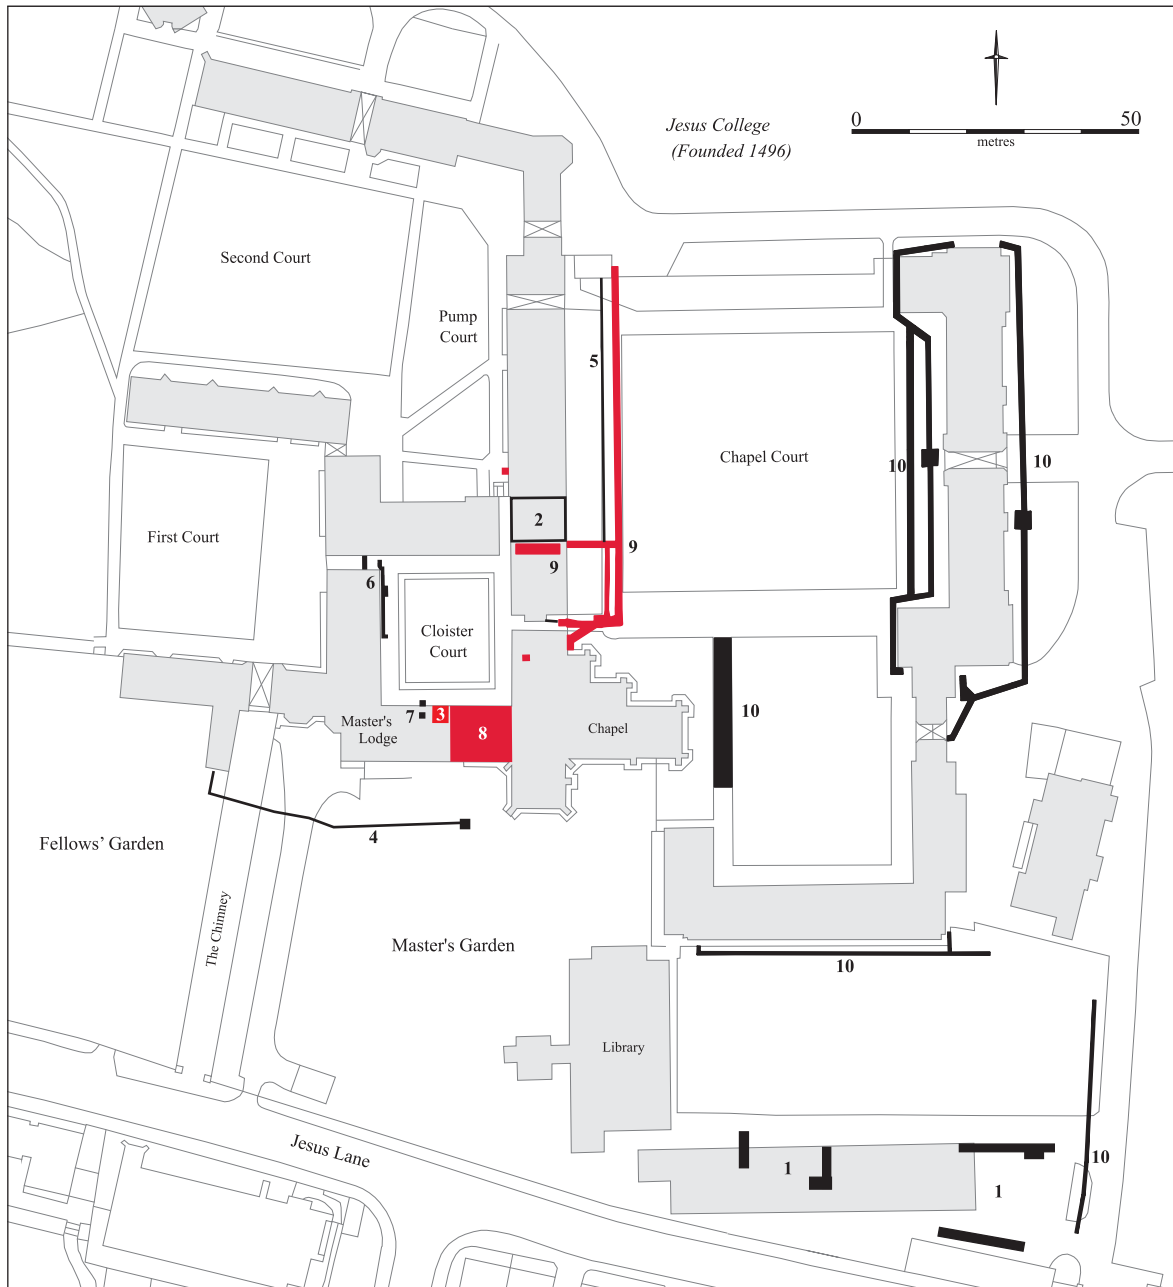 Jesus College
(Founded 1496)
0
50
metres
Second Court
Pump
Court
5
Chapel Court
10
10
2
First Court
9
9
6
Cloister
Court
7
3
Master's
Lodge
8
Chapel
10
4
Fellows’ Garden
The Chimney
Master's Garden
10
Library
Jesus Lane
1
10
1